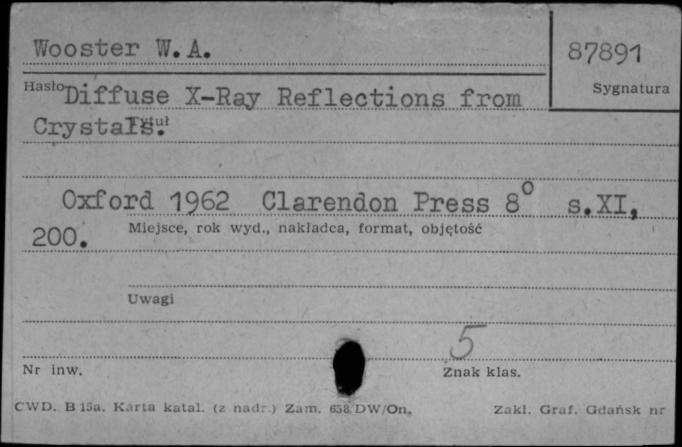 Wooster W.A.
87891
Hasło
Sygnatura
Diffuse X-Ray Reflections from
Crystals.
Tytuł
Oxford 1962 Clarendon Press 8° s.XI,
200.
Miejsce, rok wyd., nakładca, format, objętość
Uwagi
5
Nr inw.
Znak klas.
CWD. B 15a. Karta katal. (z nadr.) Zam. 658/DW/On.
Zakł. Graf. Gdańsk nr